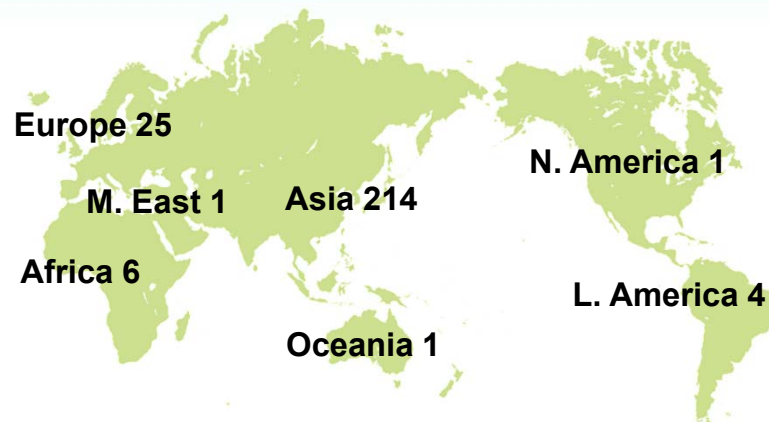 Europe 25
N. America 1
M. East 1
Asia 214
Africa 6
L. America 4
Oceania 1